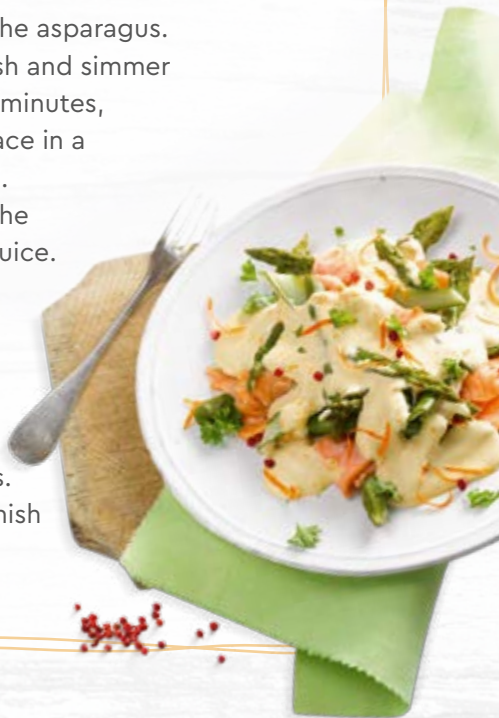 he asparagus.
sh and simmer
minutes,
ace in a
.
he
uice.
s.
nish